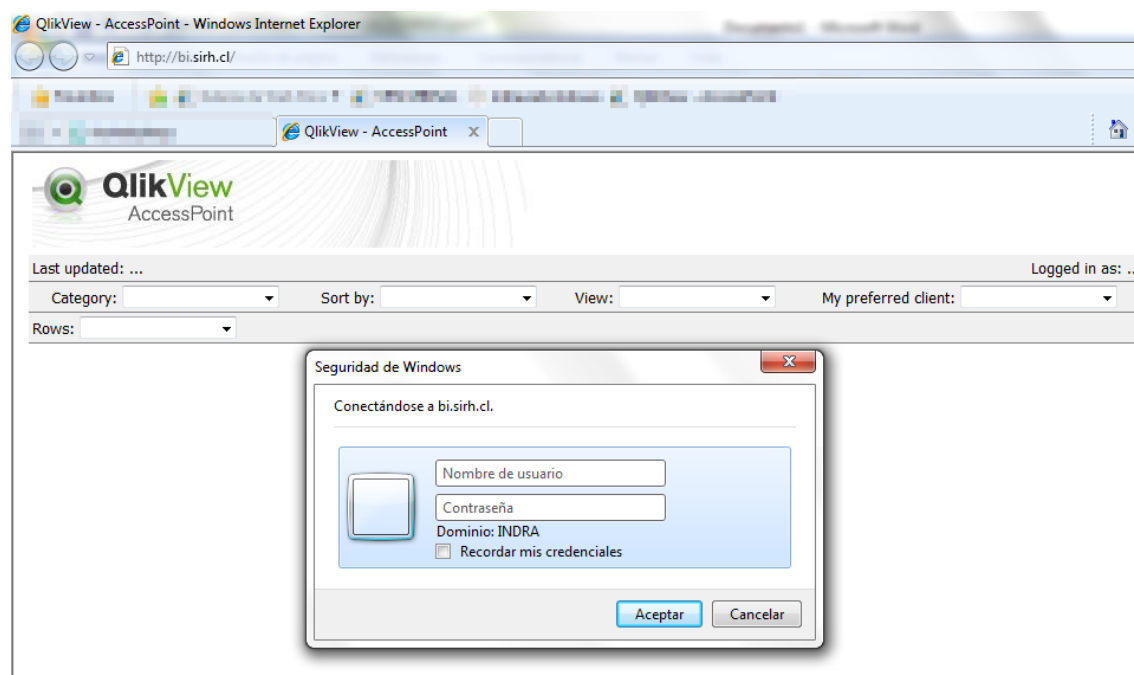 QlikView - AccessPoint - Windows Internet Explorer
http://bi.sirh.cl/
QlikView - AccessPoint x
QlikView
AccessPoint
Last updated: ... Logged in as: ..
Category: Sort by: View: My preferred client:
Rows:
Seguridad de Windows
Conectándose a bi.sirh.cl.
Nombre de usuario
Contraseña
Dominio: INDRA
Recordar mis credenciales
Aceptar Cancelar